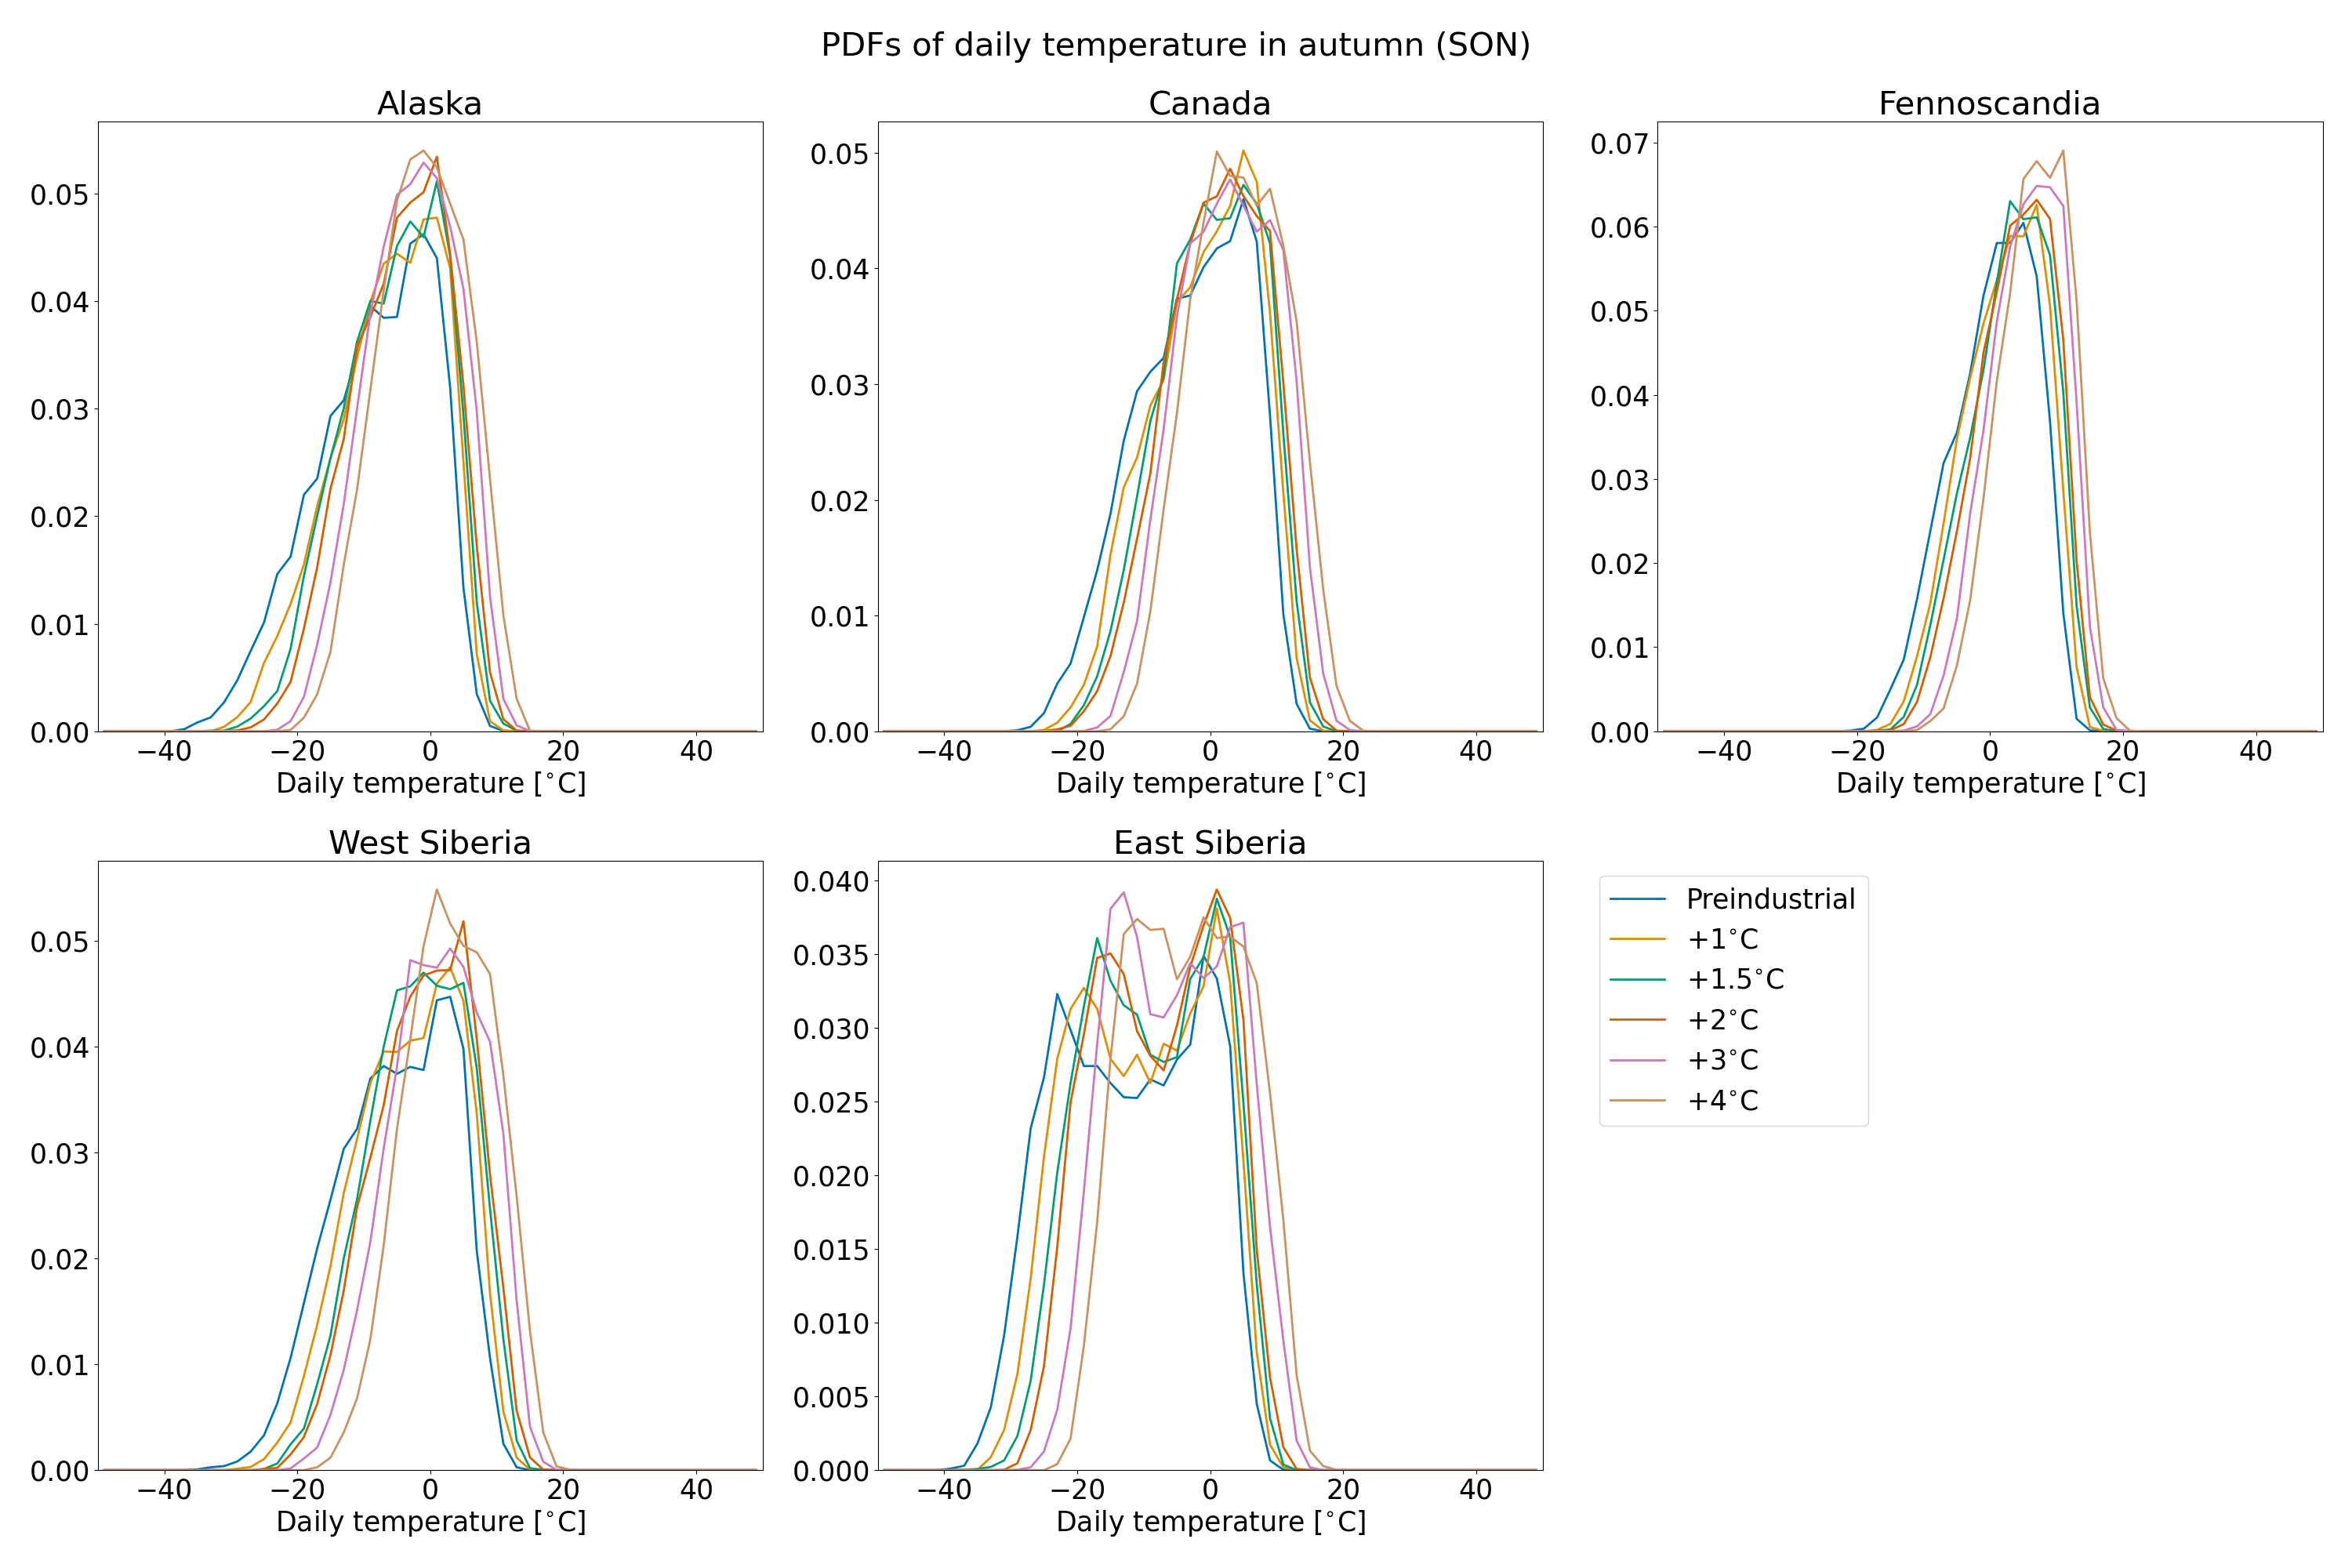 PDFs of daily temperature in autumn (SON)
Alaska
0.05
0.04
0.03
0.02
0.01
0.00
−40 −20 0 20 40
Daily temperature [°C]
Canada
0.05
0.04
0.03
0.02
0.01
0.00
−40 −20 0 20 40
Daily temperature [°C]
Fennoscandia
0.07
0.06
0.05
0.04
0.03
0.02
0.01
0.00
−40 −20 0 20 40
Daily temperature [°C]
West Siberia
0.05
0.04
0.03
0.02
0.01
0.00
−40 −20 0 20 40
Daily temperature [°C]
East Siberia
0.040
0.035
0.030
0.025
0.020
0.015
0.010
0.005
0.000
−40 −20 0 20 40
Daily temperature [°C]
Preindustrial
+1°C
+1.5°C
+2°C
+3°C
+4°C